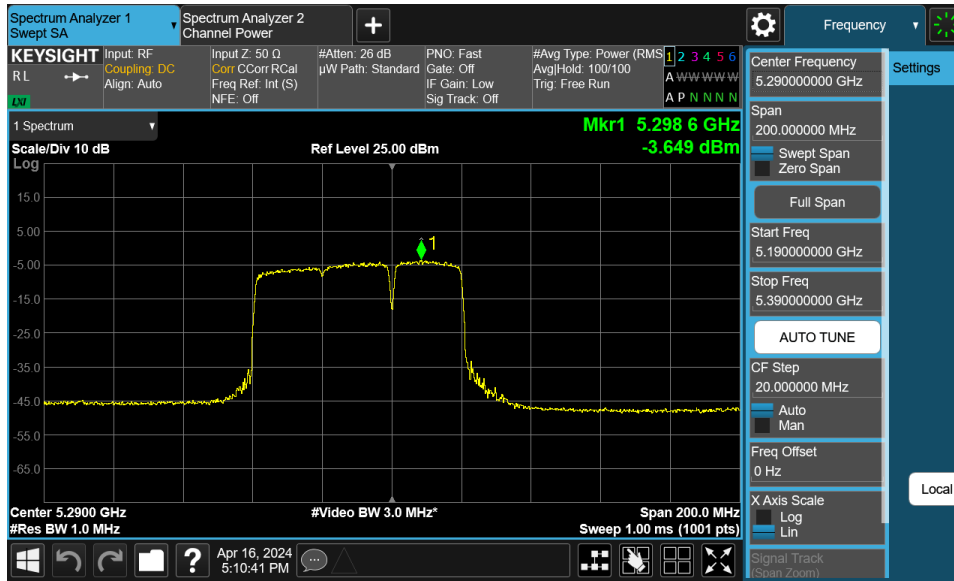 Spectrum Analyzer 1
Swept SA
Spectrum Analyzer 2
Channel Power
+
Frequency
KEYSIGHT
R L
LXI
Input: RF
Coupling: DC
Align: Auto
Input Z: 50 Ω
Corr CCorr RCal
Freq Ref: Int (S)
NFE: Off
#Atten: 26 dB
µW Path: Standard
PNO: Fast
Gate: Off
IF Gain: Low
Sig Track: Off
#Avg Type: Power (RMS
Avg|Hold: 100/100
Trig: Free Run
1 2 3 4 5 6
A W W W W W
A P N N N N
1 Spectrum
Scale/Div 10 dB
Log
Ref Level 25.00 dBm
Mkr1 5.298 6 GHz
-3.649 dBm
15.0
5.00
-5.00
-15.0
-25.0
-35.0
-45.0
-55.0
-65.0
1
Center 5.2900 GHz
#Res BW 1.0 MHz
#Video BW 3.0 MHz*
Span 200.0 MHz
Sweep 1.00 ms (1001 pts)
Center Frequency
5.290000000 GHz
Span
200.000000 MHz
Swept Span
Zero Span
Full Span
Start Freq
5.190000000 GHz
Stop Freq
5.390000000 GHz
AUTO TUNE
CF Step
20.000000 MHz
Auto
Man
Freq Offset
0 Hz
X Axis Scale
Log
Lin
Signal Track
(Span Zoom)
Settings
Local
?
Apr 16, 2024
5:10:41 PM